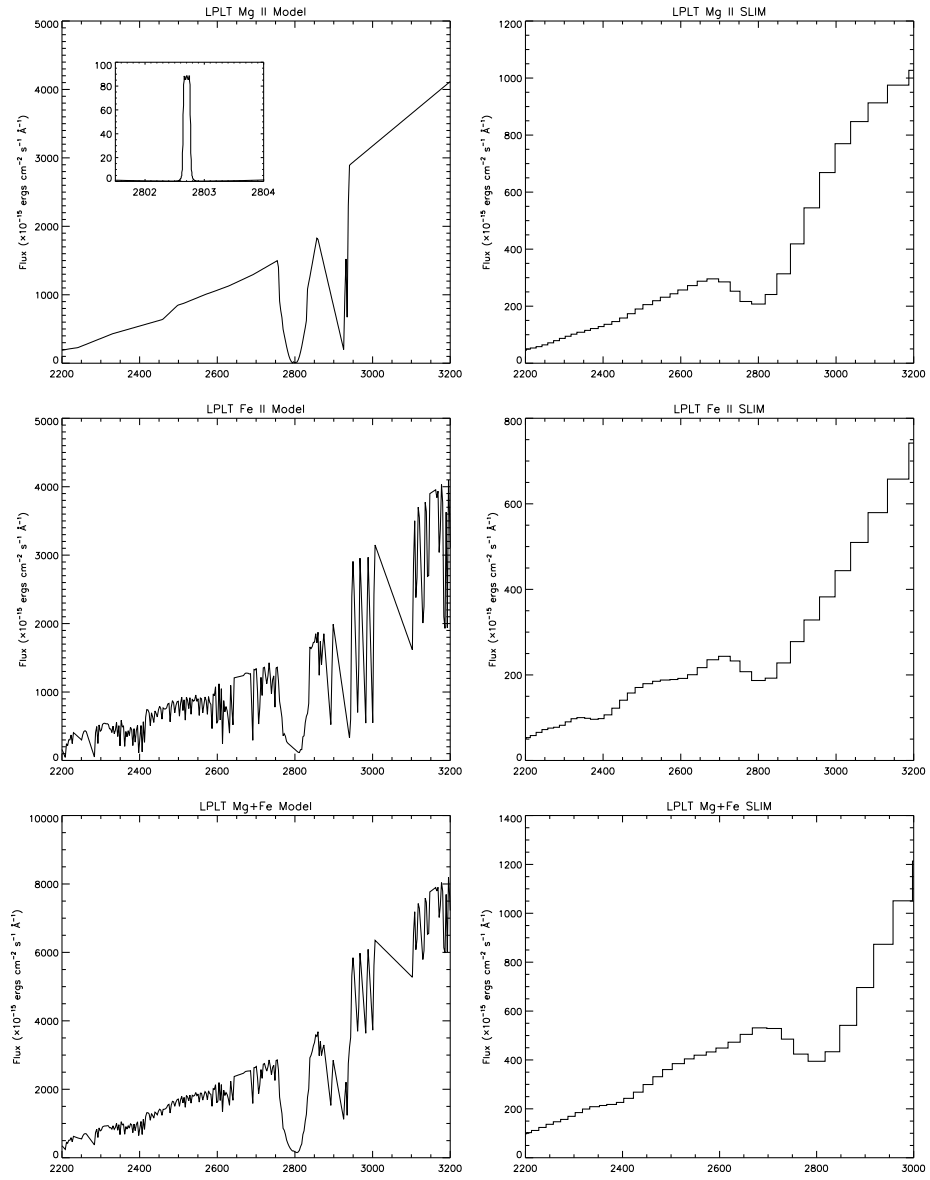 LPLT Mg II Model
5000
4000
3000
2000
1000
0
Flux (×10⁻¹⁵ ergs cm⁻² s⁻¹ Å⁻¹)
100
80
60
40
20
0
2802 2803 2804
2200 2400 2600 2800 3000 3200
LPLT Mg II SLIM
1200
1000
800
600
400
200
0
Flux (×10⁻¹⁵ ergs cm⁻² s⁻¹ Å⁻¹)
2200 2400 2600 2800 3000 3200
LPLT Fe II Model
5000
4000
3000
2000
1000
0
Flux (×10⁻¹⁵ ergs cm⁻² s⁻¹ Å⁻¹)
2200 2400 2600 2800 3000 3200
LPLT Fe II SLIM
800
600
400
200
0
Flux (×10⁻¹⁵ ergs cm⁻² s⁻¹ Å⁻¹)
2200 2400 2600 2800 3000 3200
LPLT Mg+Fe Model
10000
8000
6000
4000
2000
0
Flux (×10⁻¹⁵ ergs cm⁻² s⁻¹ Å⁻¹)
2200 2400 2600 2800 3000 3200
LPLT Mg+Fe SLIM
1400
1200
1000
800
600
400
200
0
Flux (×10⁻¹⁵ ergs cm⁻² s⁻¹ Å⁻¹)
2200 2400 2600 2800 3000